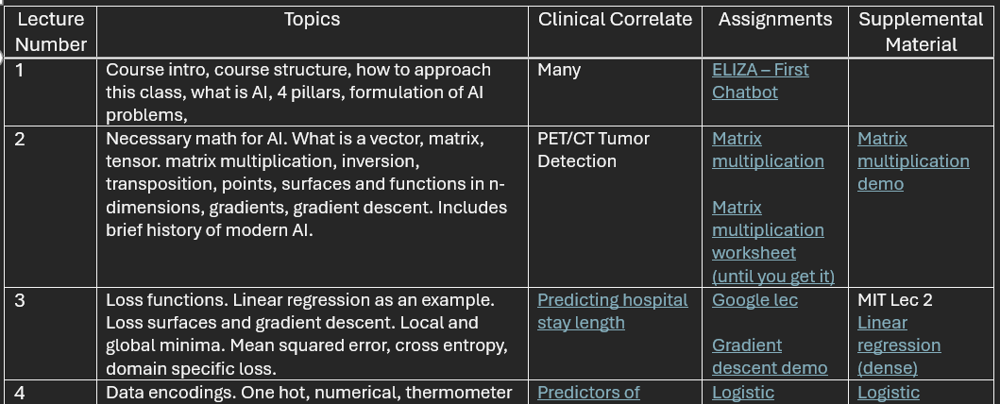 Lecture Number
Topics
Clinical Correlate
Assignments
Supplemental Material
1
Course intro, course structure, how to approach
this class, what is AI, 4 pillars, formulation of AI
problems,
Many
ELIZA – First
Chatbot
2
Necessary math for AI. What is a vector, matrix,
tensor. matrix multiplication, inversion,
transposition, points, surfaces and functions in n-
dimensions, gradients, gradient descent. Includes
brief history of modern AI.
PET/CT Tumor
Detection
Matrix
multiplication
Matrix
multiplication
worksheet
(until you get it)
Matrix
multiplication
demo
3
Loss functions. Linear regression as an example.
Loss surfaces and gradient descent. Local and
global minima. Mean squared error, cross entropy,
domain specific loss.
Predicting hospital
stay length
Google lec
Gradient
descent demo
MIT Lec 2
Linear
regression
(dense)
4
Data encodings. One hot, numerical, thermometer
Predictors of
Logistic
Logistic